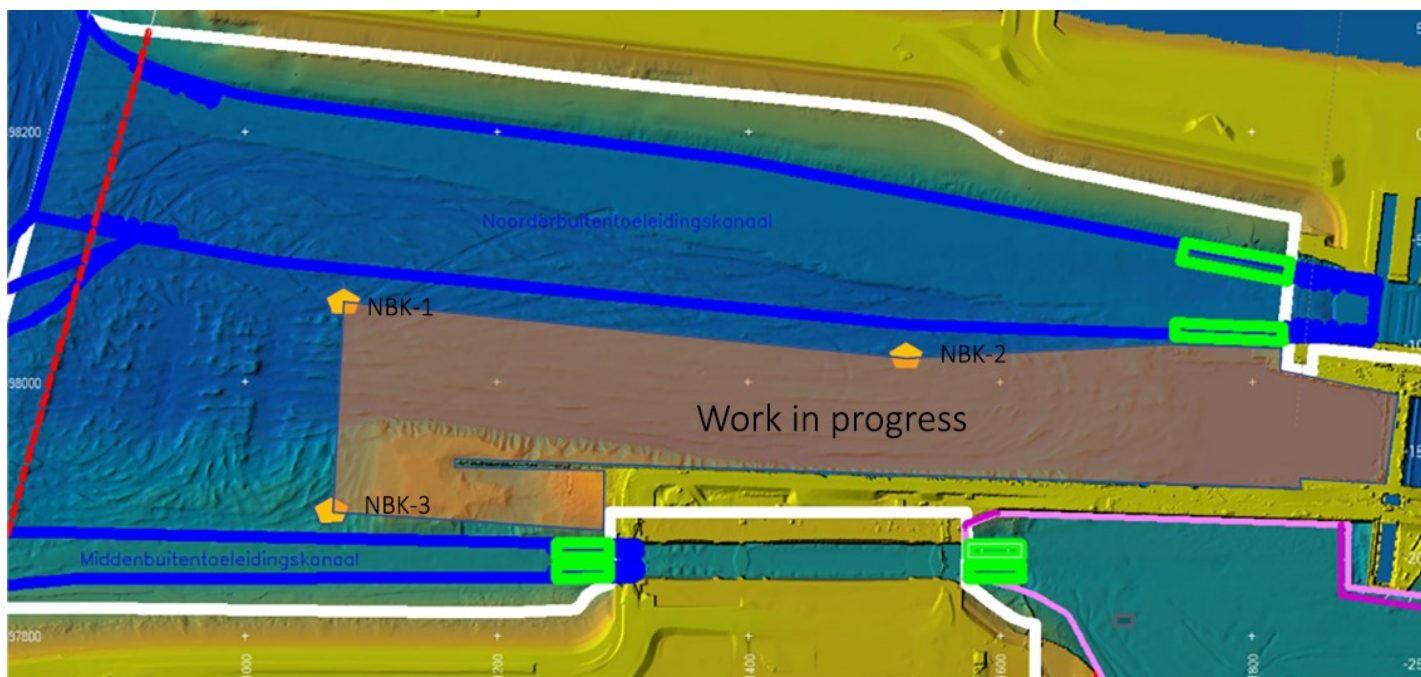 98200
Noorderbuitentoeleidingskanaal
NBK-1
NBK-2
98000
Work in progress
NBK-3
Middenbuitentoeleidingskanaal
97800